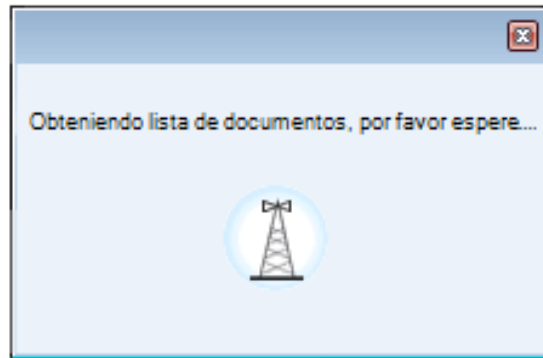 Obteniendo lista de documentos, por favor espere....